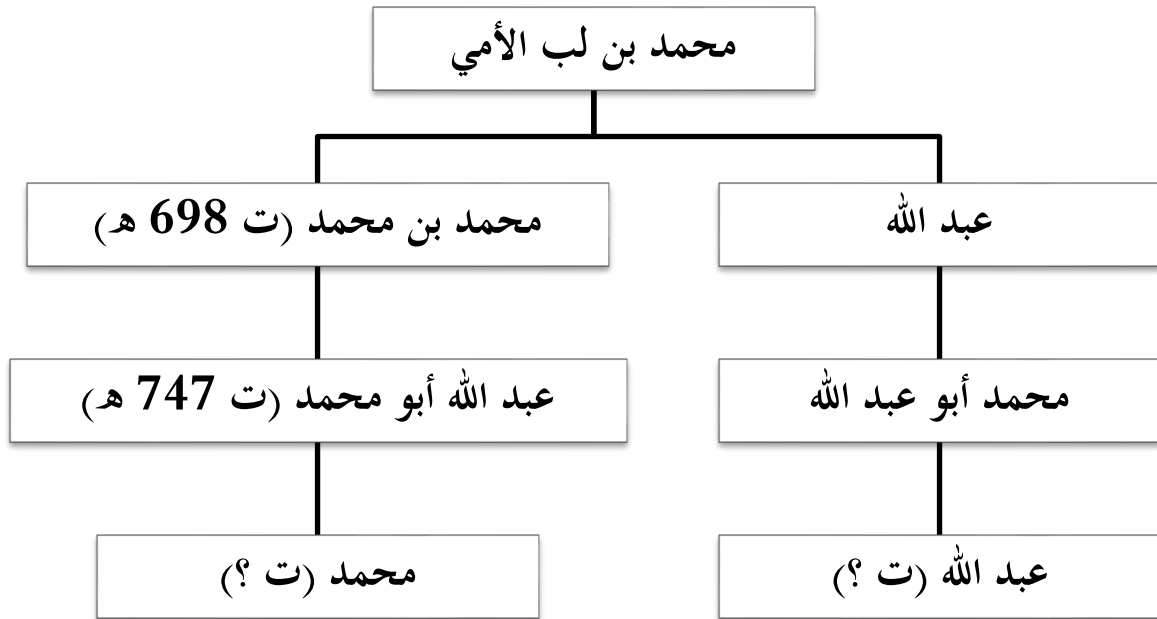 محمد بن لب الأمي
عبد الله
محمد بن محمد (ت 698 هـ)
محمد أبو عبد الله
عبد الله أبو محمد (ت 747 هـ)
عبد الله (ت ؟)
محمد (ت ؟)